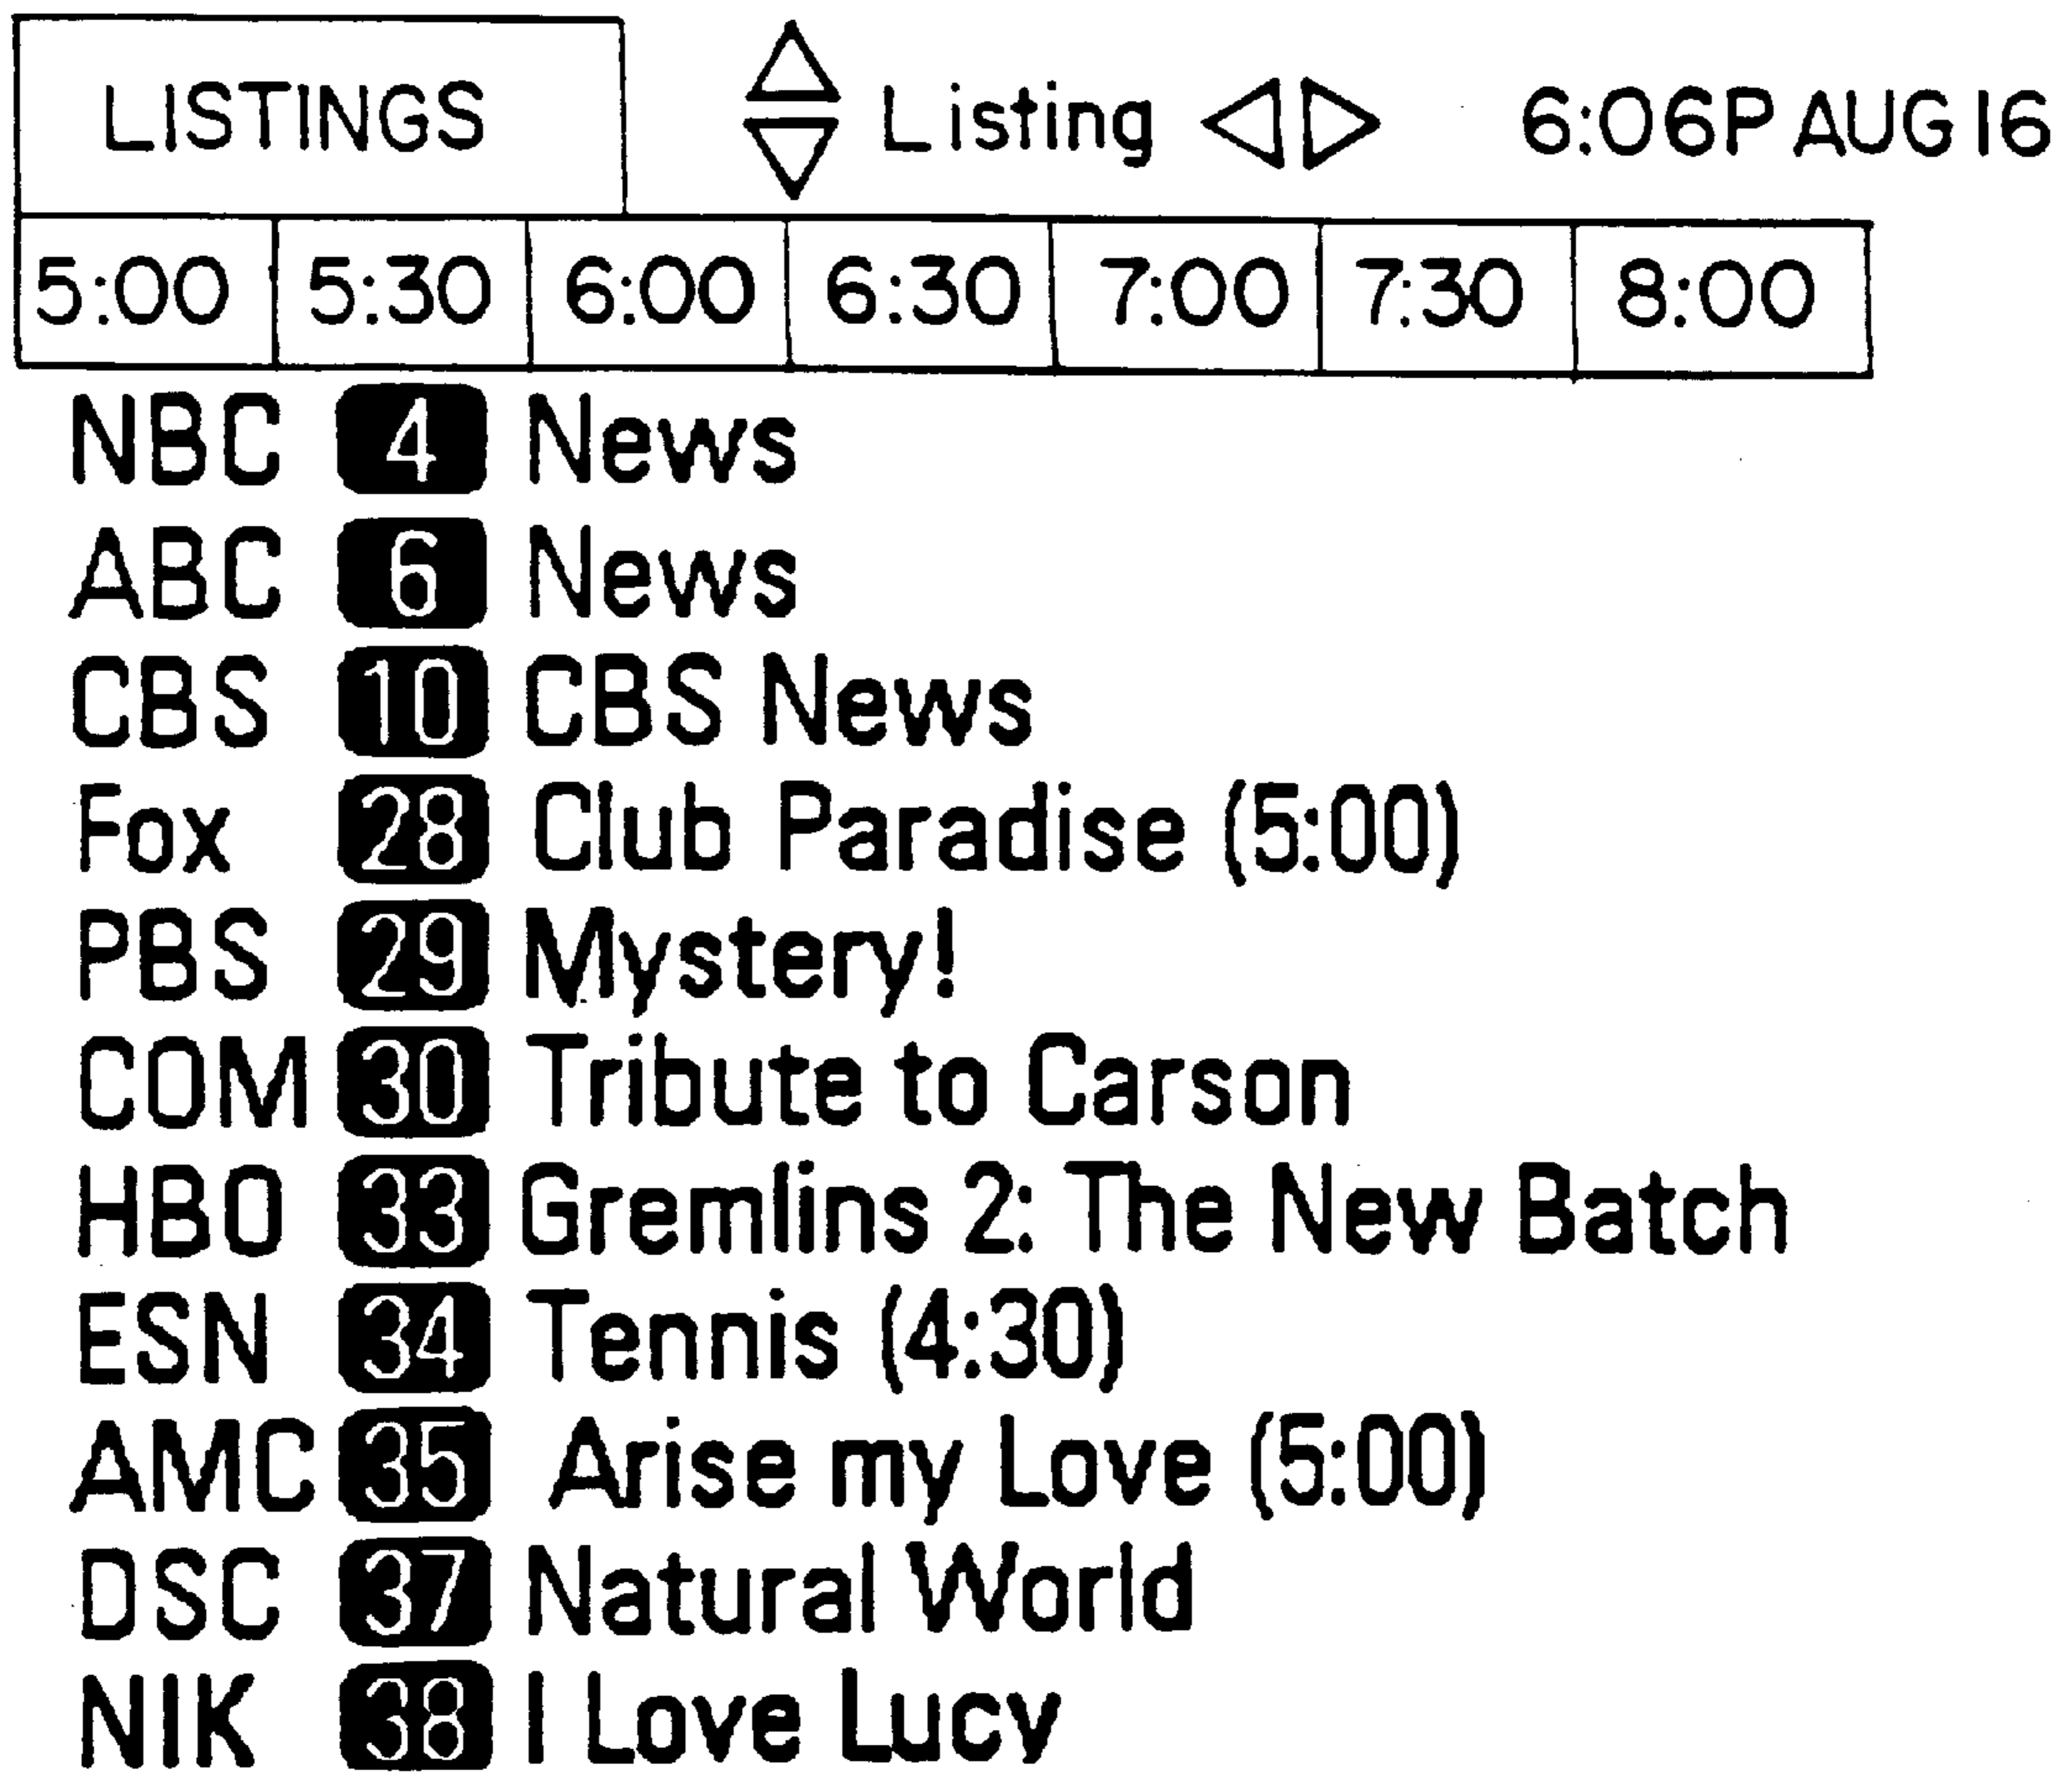 LISTINGS Listing 6:06P AUG 16
5:00 5:30 6:00 6:30 7:00 7:30 8:00
NBC 4 News
ABC 6 News
CBS 10 CBS News
Fox 28 Club Paradise (5:00)
PBS 29 Mystery!
COM 30 Tribute to Carson
HBO 33 Gremlins 2: The New Batch
ESN 34 Tennis (4:30)
AMC 35 Arise my Love (5:00)
DSC 37 Natural World
NIK 38 I Love Lucy